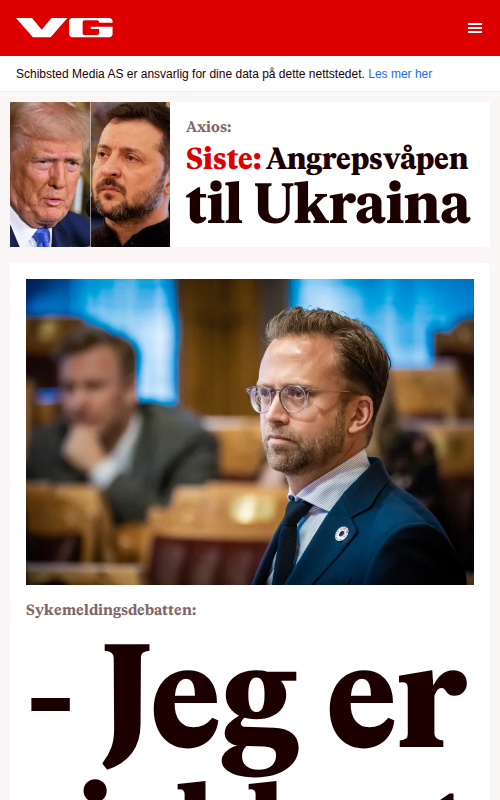 VG
Schibsted Media AS er ansvarlig for dine data på dette nettstedet. Les mer her
Axios:
Siste: Angrepsvåpen
til Ukraina
Sykemeldingsdebatten:
- Jeg er